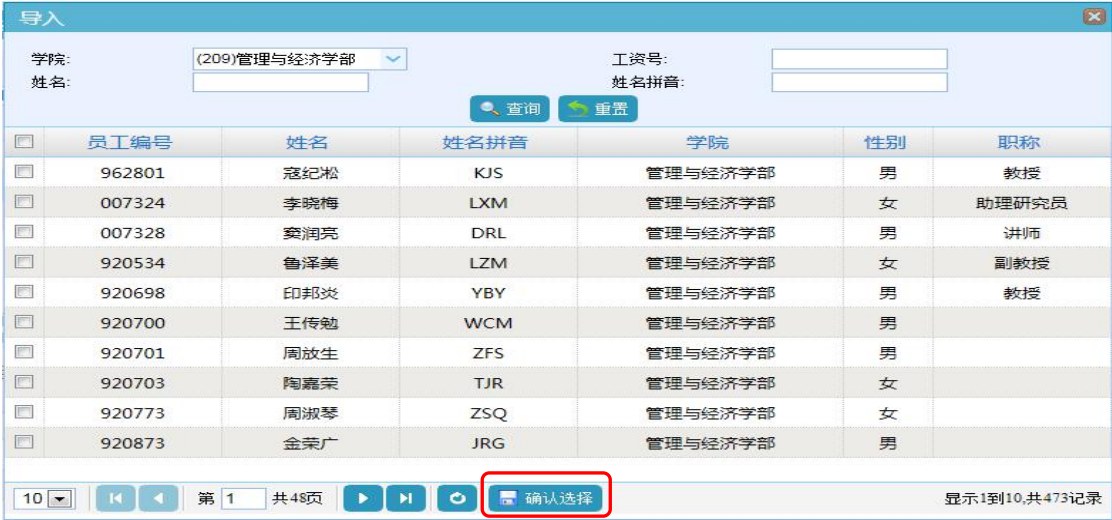 导入
学院: (209)管理与经济学部 工资号:
姓名: 姓名拼音:
查询 重置
员工编号 姓名 姓名拼音 学院 性别 职称
962801 寇纪凇 KJS 管理与经济学部 男 教授
007324 李晓梅 LXM 管理与经济学部 女 助理研究员
007328 窦润亮 DRL 管理与经济学部 男 讲师
920534 鲁泽美 LZM 管理与经济学部 女 副教授
920698 印邦炎 YBY 管理与经济学部 男 教授
920700 王传勉 WCM 管理与经济学部 男
920701 周放生 ZFS 管理与经济学部 男
920703 陶嘉荣 TJR 管理与经济学部 女
920773 周淑琴 ZSQ 管理与经济学部 女
920873 金荣广 JRG 管理与经济学部 男
10 第 1 共48页 确认选择 显示1到10,共473记录